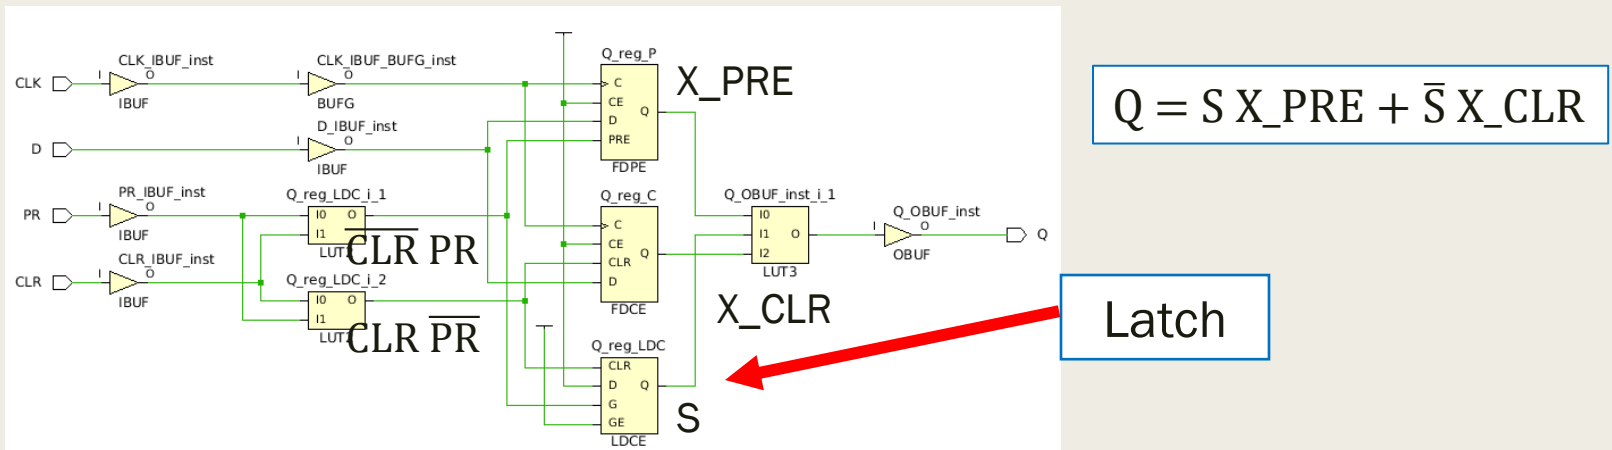 CLK
I
CLK_IBUF_inst
O
IBUF
I
CLK_IBUF_BUFG_inst
O
BUFG
D
I
D_IBUF_inst
O
IBUF
PR
I
PR_IBUF_inst
O
IBUF
CLR
I
CLR_IBUF_inst
O
IBUF
Q_reg_LDC_i_1
I0 O
I1
CLR̅ PR
Q_reg_LDC_i_2
I0 O
I1
CLR PR̅
Q_reg_P
C
CE
D
PRE
Q
FDPE
X_PRE
Q_reg_C
C
CE
CLR
D
Q
FDCE
X_CLR
Q_reg_LDC
CLR
D Q
G
GE
LDCE
S
Q_OBUF_inst_i_1
I0
I1 O
I2
LUT3
I
Q_OBUF_inst
O
OBUF
Q
Q = S X_PRE + S̅ X_CLR
Latch